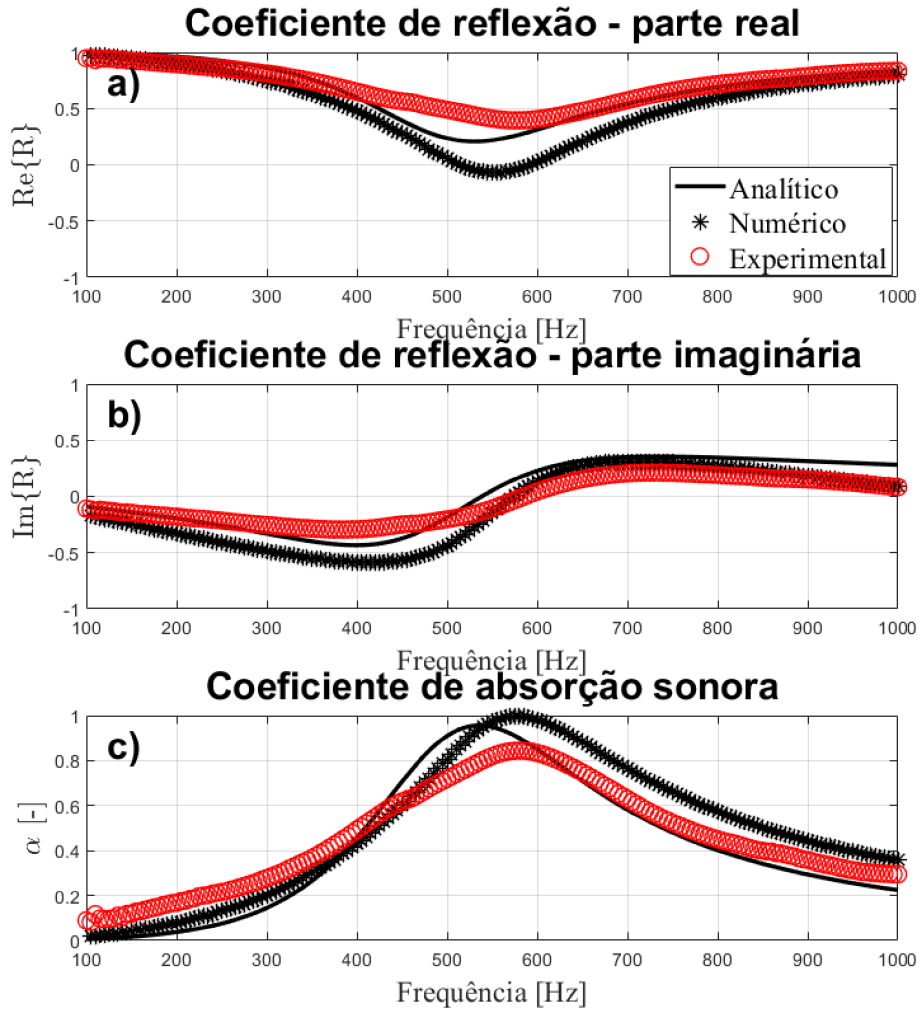 Coeficiente de reflexão - parte real
a)
Re{R}
1
0.5
0
-0.5
-1
Analítico
Numérico
Experimental
100 200 300 400 500 600 700 800 900 1000
Frequência [Hz]
Coeficiente de reflexão - parte imaginária
b)
Im{R}
1
0.5
0
-0.5
-1
100 200 300 400 500 600 700 800 900 1000
Frequência [Hz]
Coeficiente de absorção sonora
c)
α [-]
1
0.8
0.6
0.4
0.2
0
100 200 300 400 500 600 700 800 900 1000
Frequência [Hz]